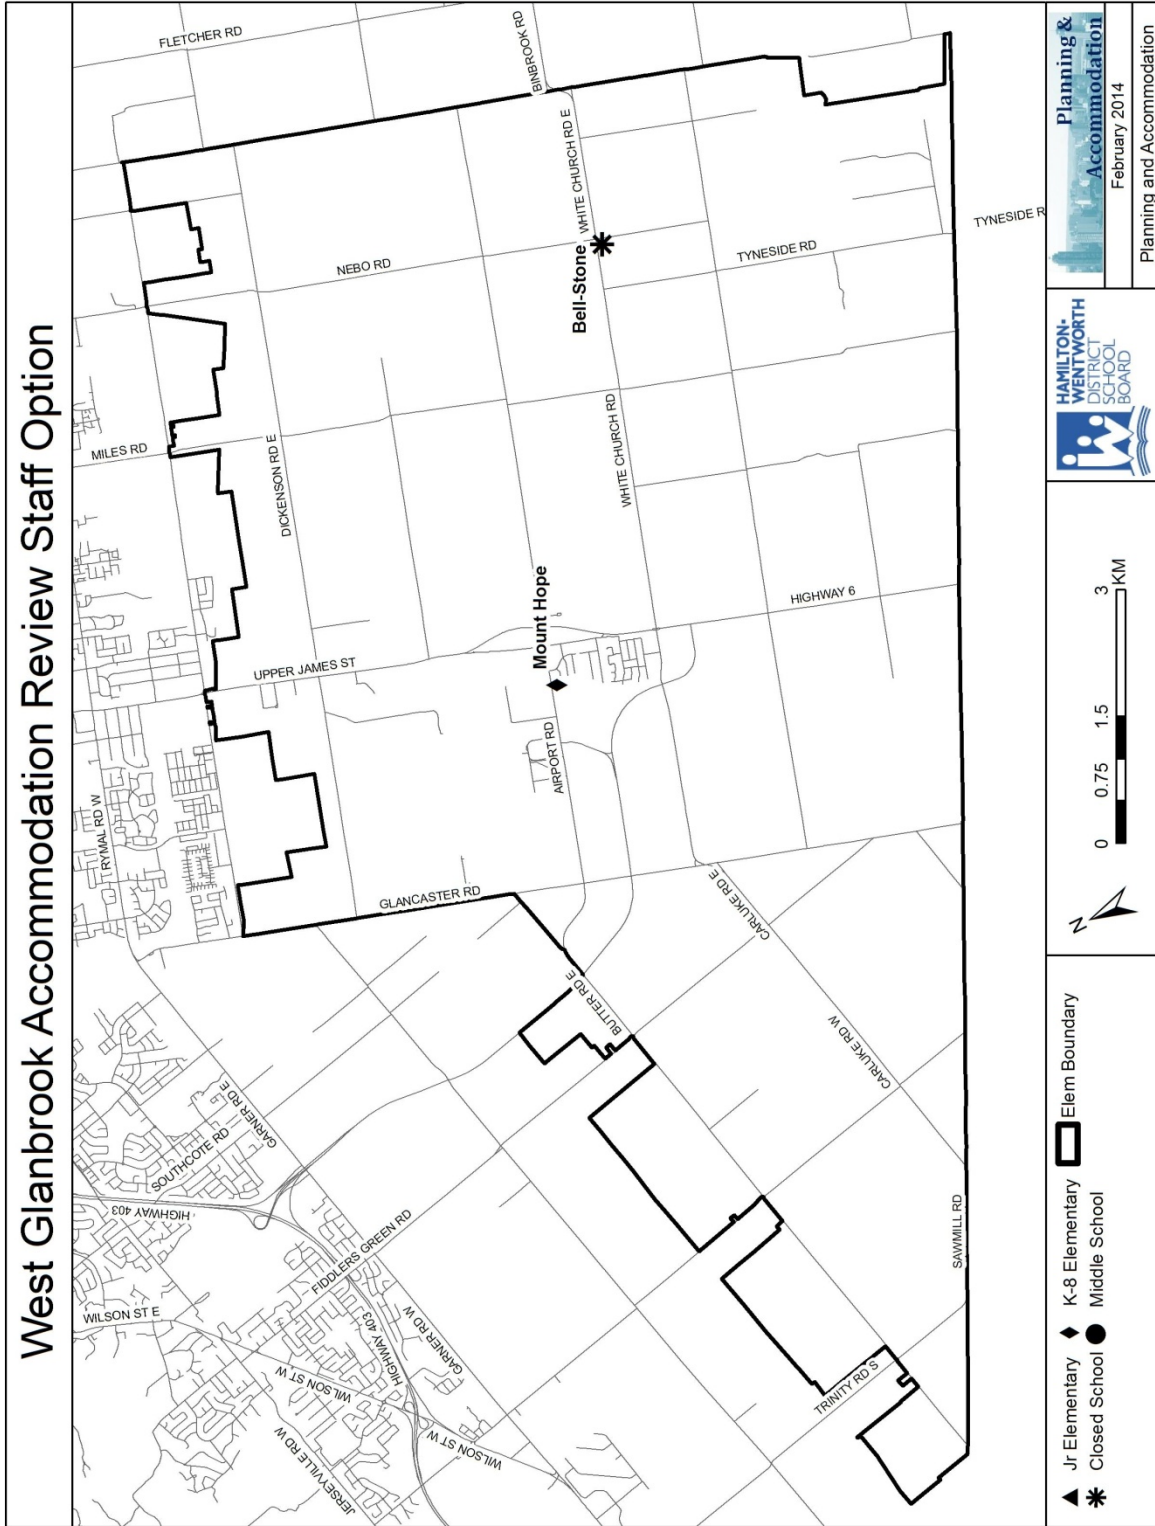 West Glanbrook Accommodation Review Staff Option
FLETCHER RD
BINBROOK RD
WHITE CHURCH RD E
NEBO RD
Bell-Stone
TYNESIDE RD
TYNESIDE R
MILES RD
DICKENSON RD E
WHITE CHURCH RD
HIGHWAY 6
UPPER JAMES ST
Mount Hope
AIRPORT RD
RYMAL RD W
GLANCASTER RD
BUTTER RD E
CARLUKE RD E
CARLUKE RD W
GARNER RD E
SOUTHCOTE RD
HIGHWAY 403
FIDDLERS GREEN RD
WILSON ST E
HIGHWAY 403
GARNER RD W
WILSON ST W
WILSON ST W
JERSEYVILLE RD W
TRINITY RD S
SAWMILL RD
Jr Elementary
K-8 Elementary
Elem Boundary
Closed School
Middle School
N
0 0.75 1.5 3
KM
HAMILTON-
WENTWORTH
DISTRICT
SCHOOL
BOARD
Planning &
Accommodation
February 2014
Planning and Accommodation